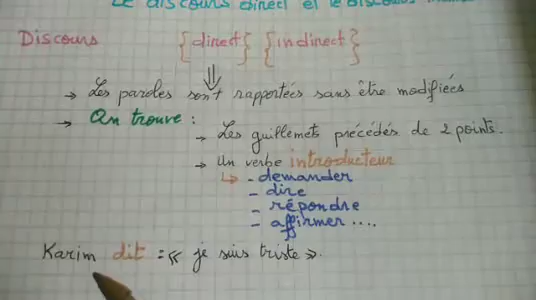 Le discours direct et le discours
Discours {direct} {indirect}
→ Les paroles sont rapportées sans être modifiées
→ On trouve :
→ Les guillemets précédés de 2 points.
→ Un verbe introducteur
↳ - demander
- dire
- répondre
- affirmer ....
Karim dit : « je suis triste ».